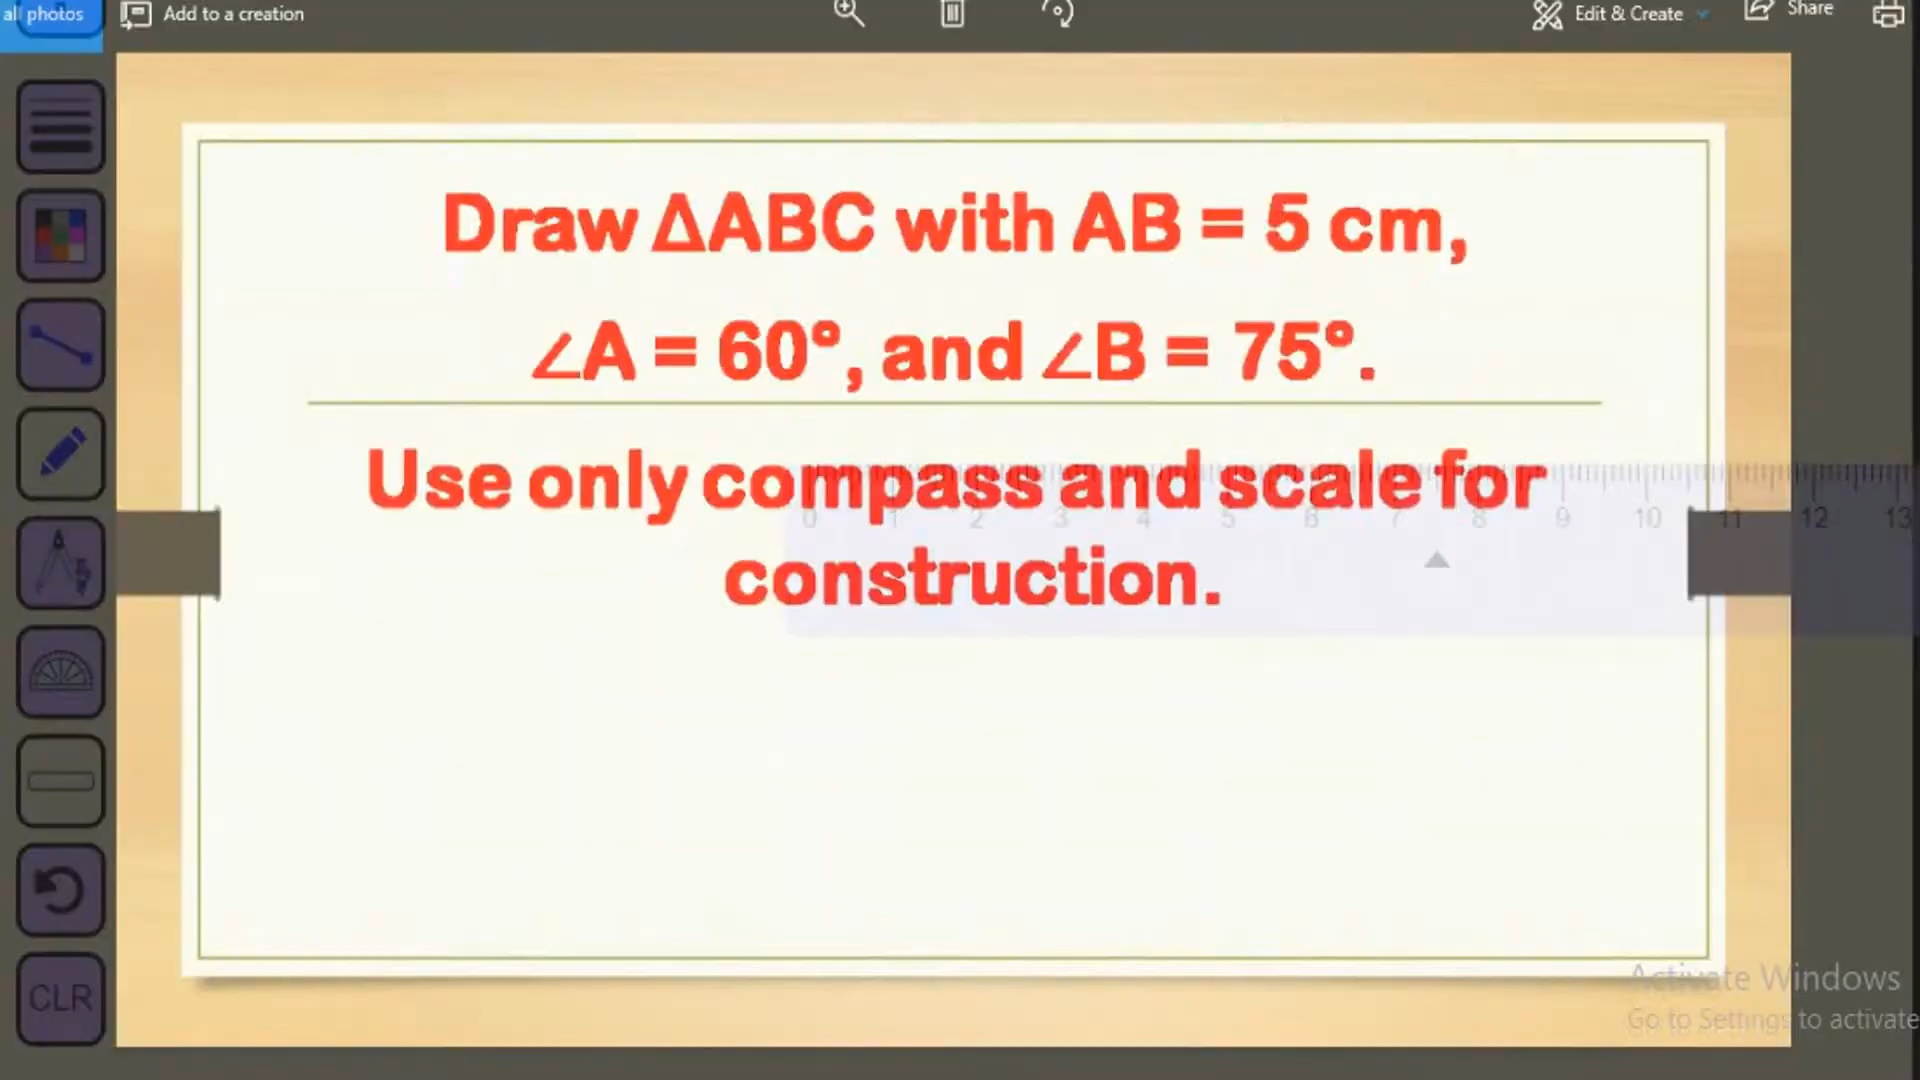 all photos
Add to a creation
Edit & Create
Share
Draw ΔABC with AB = 5 cm,
∠A = 60°, and ∠B = 75°.
Use only compass and scale for
construction.
0 1 2 3 4 5 6 7 8 9 10 11 12 13
CLR
Activate Windows
Go to Settings to activate